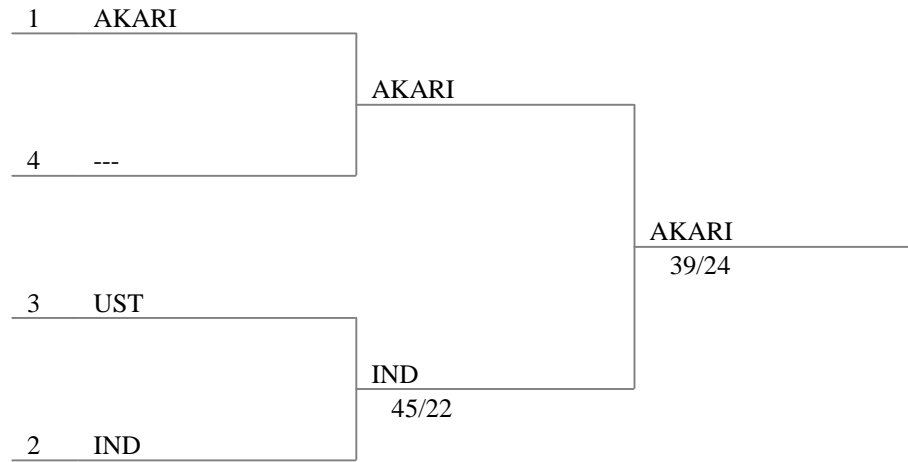 1 AKARI
AKARI
4 ---
AKARI
39/24
3 UST
IND
45/22
2 IND